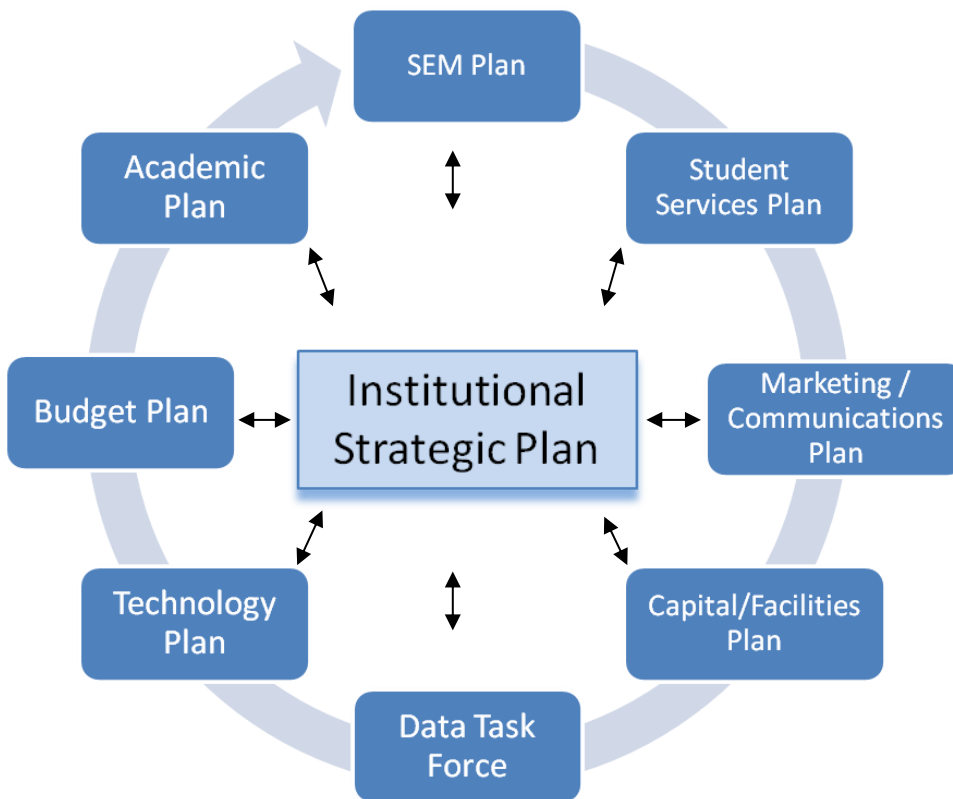 SEM Plan
Student
Services Plan
Marketing /
Communications
Plan
Capital/Facilities
Plan
Data Task
Force
Technology
Plan
Budget Plan
Academic
Plan
Institutional
Strategic Plan